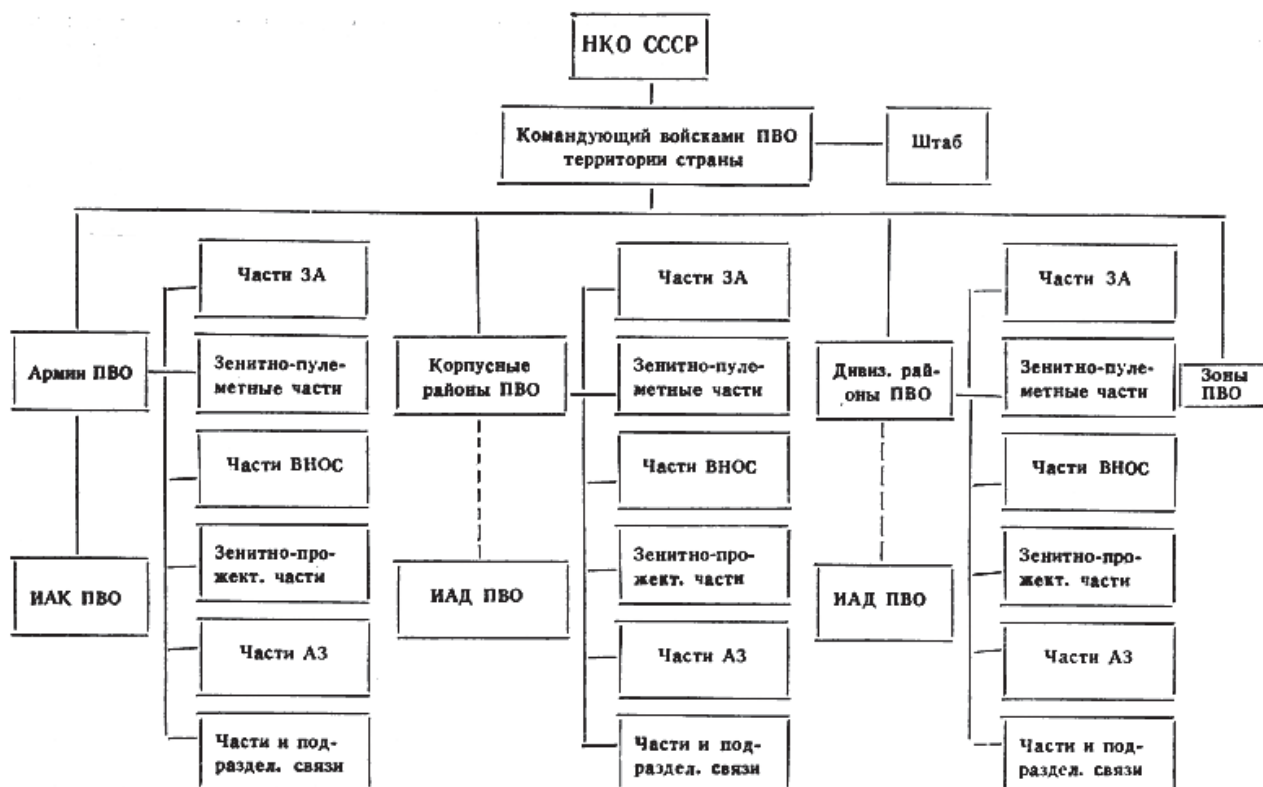 НКО СССР
Командующий войсками ПВО
территории страны
Штаб
Армии ПВО
ИАК ПВО
Части ЗА
Зенитно-пуле-
метные части
Части ВНОС
Зенитно-про-
жект. части
Части АЗ
Части и под-
раздел. связи
Корпусные
районы ПВО
ИАД ПВО
Части ЗА
Зенитно-пуле-
метные части
Части ВНОС
Зенитно-про-
жект. части
Части АЗ
Части и под-
раздел. связи
Дивиз. рай-
оны ПВО
ИАД ПВО
Части ЗА
Зенитно-пуле-
метные части
Части ВНОС
Зенитно-про-
жект. части
Части АЗ
Части и под-
раздел. связи
Зоны
ПВО